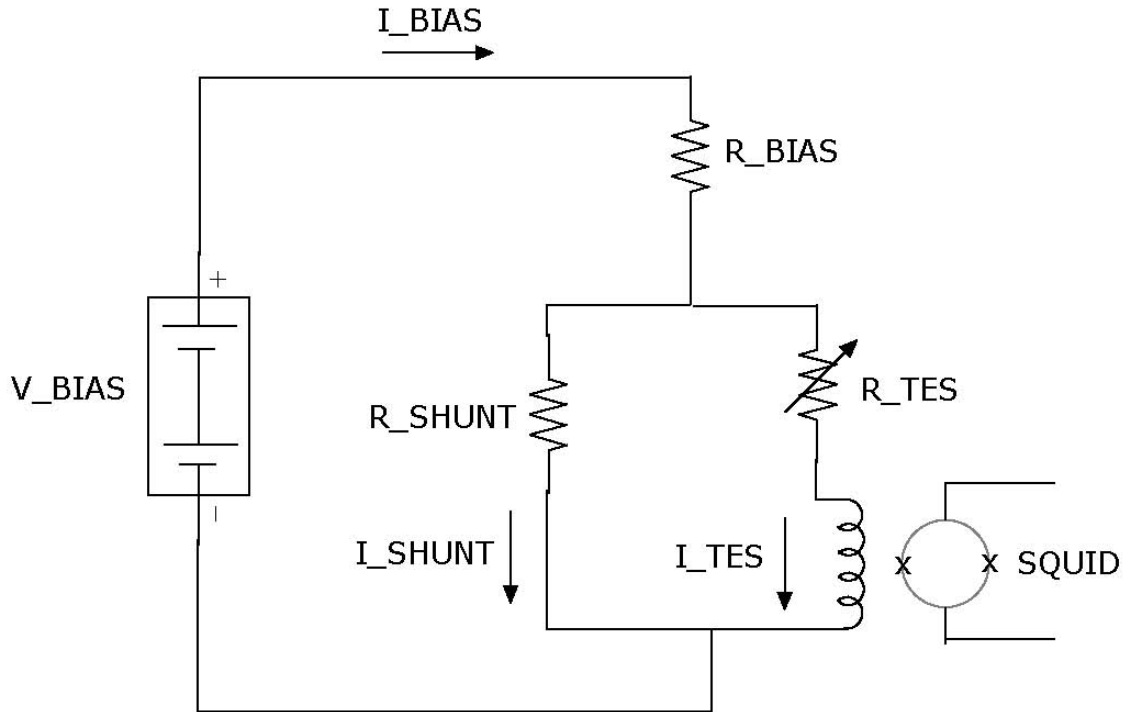 I_BIAS
R_BIAS
+
V_BIAS
R_SHUNT
R_TES
-
I_SHUNT
I_TES
x
x
SQUID